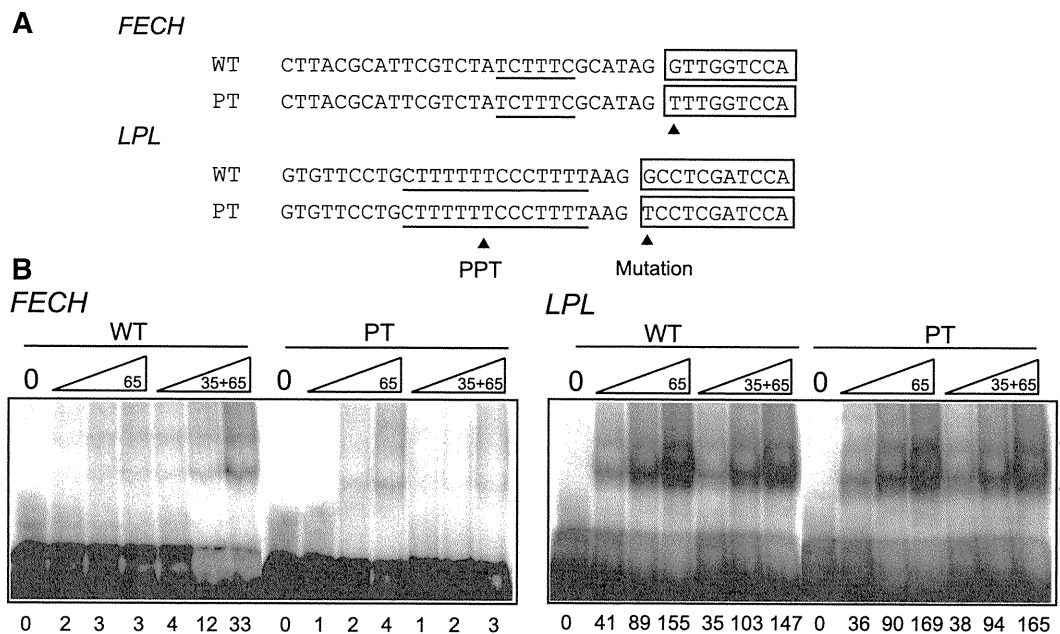 A
FECH
WT CTTACGCATTCGTCTATCTTTCGCATAG GTTGGTCCA
PT CTTACGCATTCGTCTATCTTTCGCATAG TTTGGTCCA
LPL
WT GTGTTCCTGCTTTTTTCCCTTTTAAG GCCTCGATCCA
PT GTGTTCCTGCTTTTTTCCCTTTTAAG TCCTCGATCCA
PPT Mutation
B
FECH LPL
WT PT WT PT
0 65 35+65 0 65 35+65 0 65 35+65 0 65 35+65
0 2 3 3 4 12 33 0 1 2 4 1 2 3 0 41 89 155 35 103 147 0 36 90 169 38 94 165